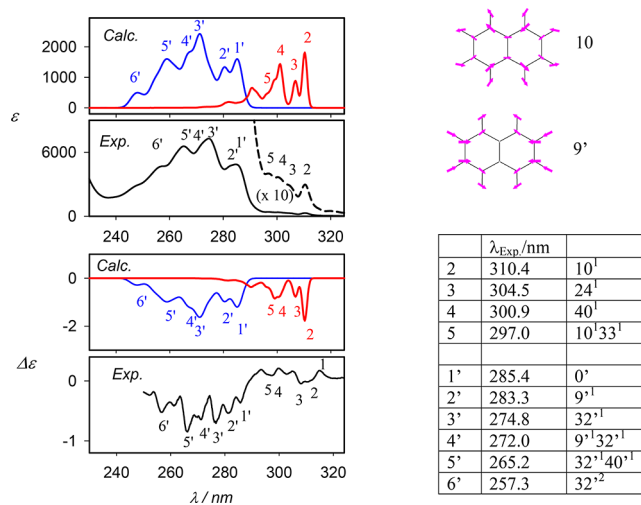 2000
1000
0
Calc.
6'
5'
4'
3'
2'
1'
5
4
3
2
ε
6000
0
Exp.
6'
5'
4'
3'
2'
1'
5
4
3
2
(x 10)
240 260 280 300 320
Calc.
0
-2
6'
5'
4'
3'
2'
1'
5
4
3
2
Δε
Exp.
0
-1
6'
5'
4'
3'
2'
1'
5
4
3
2
1
240 260 280 300 320
λ / nm
10
9'
λExp./nm
2 310.4 10¹
3 304.5 24¹
4 300.9 40¹
5 297.0 10¹33¹
1' 285.4 0'
2' 283.3 9'¹
3' 274.8 32'¹
4' 272.0 9'¹32'¹
5' 265.2 32'¹40'¹
6' 257.3 32'²